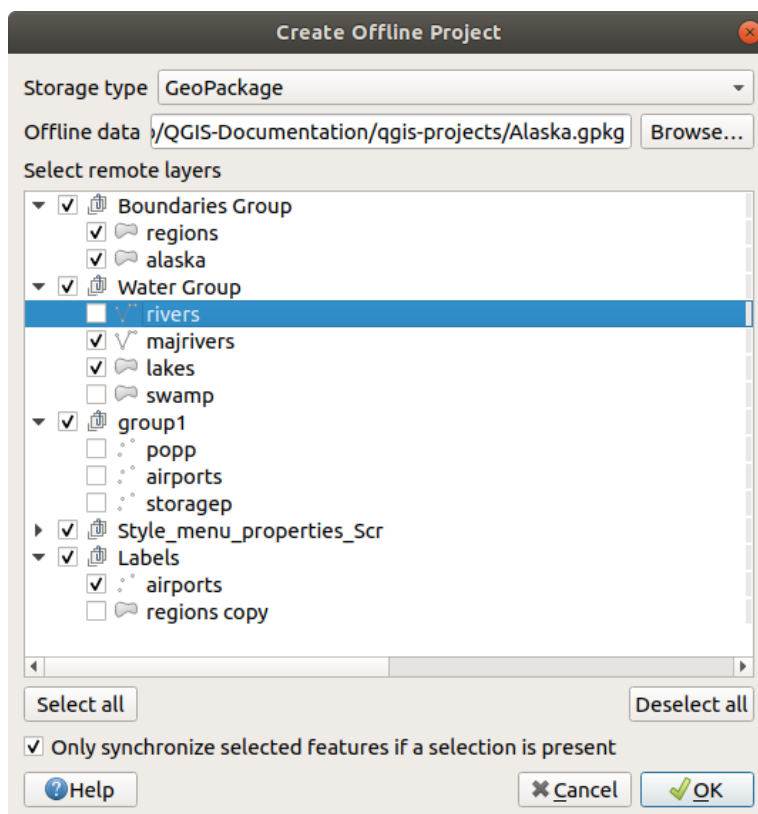 Create Offline Project
Storage type GeoPackage
Offline data /QGIS-Documentation/qgis-projects/Alaska.gpkg Browse...
Select remote layers
Boundaries Group
regions
alaska
Water Group
rivers
majrivers
lakes
swamp
group1
popp
airports
storagep
Style_menu_properties_Scr
Labels
airports
regions copy
Select all Deselect all
Only synchronize selected features if a selection is present
Help Cancel OK